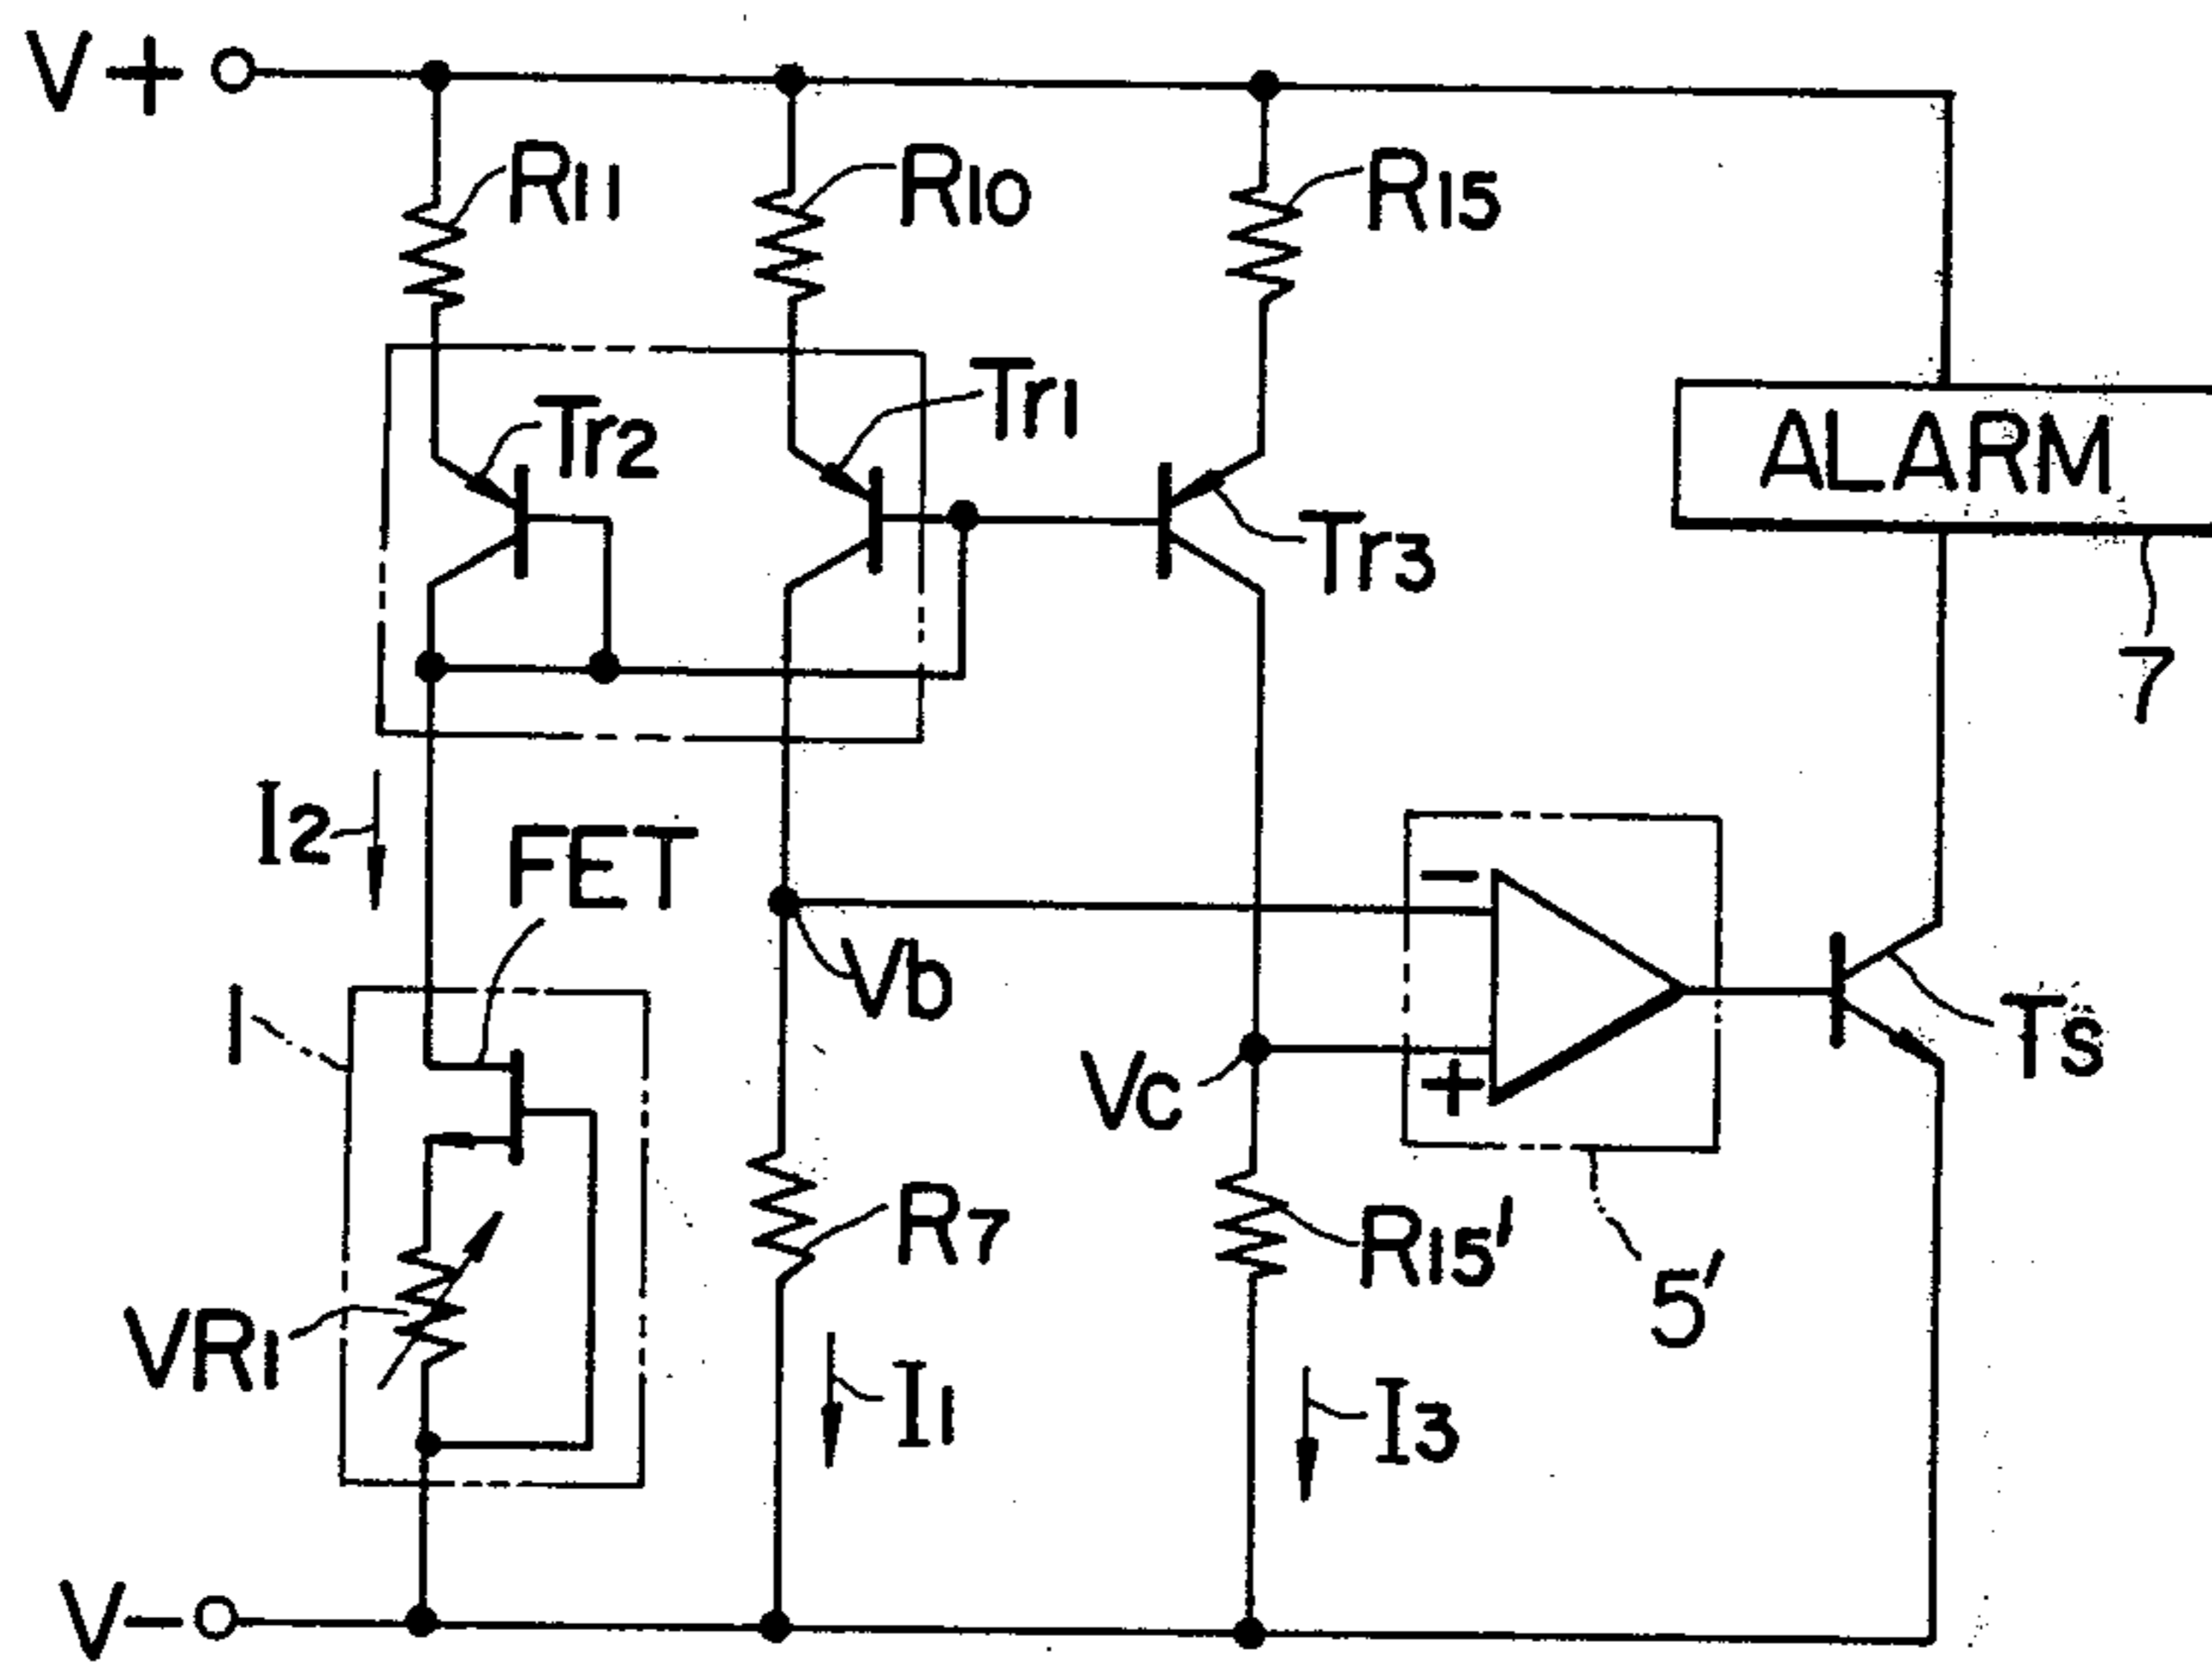 V+
R11
R10
R15
Tr2
Tr1
Tr3
ALARM
7
I2
FET
1
Vb
Vc
−
+
Ts
VR1
R7
R15'
5'
I1
I3
V−